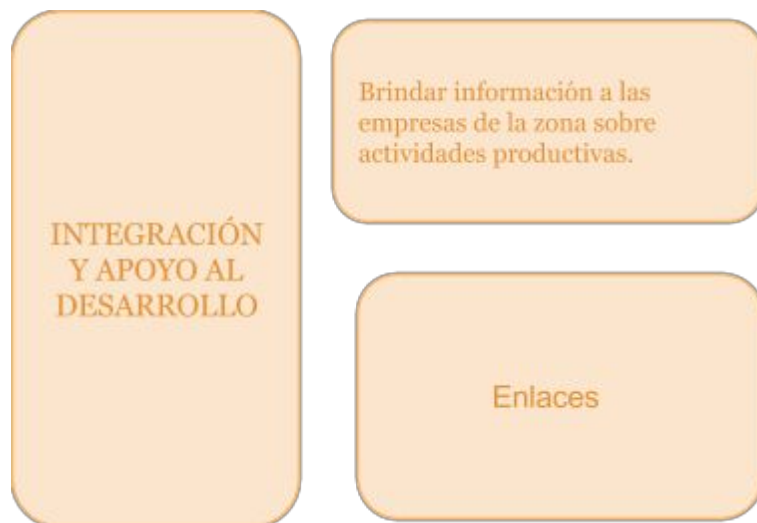 INTEGRACIÓN
Y APOYO AL
DESARROLLO
Brindar información a las
empresas de la zona sobre
actividades productivas.
Enlaces